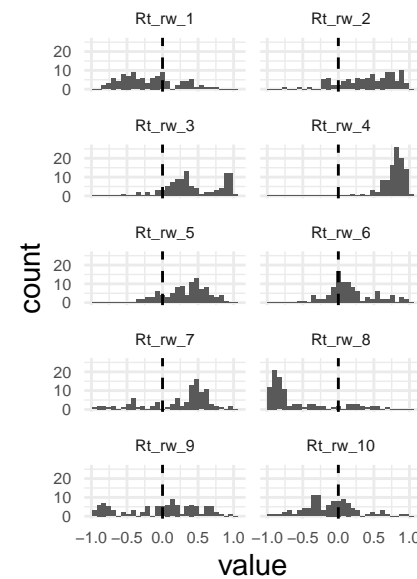 Rt_rw_1 Rt_rw_2
20
10
0
Rt_rw_3 Rt_rw_4
20
10
0
Rt_rw_5 Rt_rw_6
count
20
10
0
Rt_rw_7 Rt_rw_8
20
10
0
Rt_rw_9 Rt_rw_10
20
10
0
−1.0 −0.5 0.0 0.5 1.0 −1.0 −0.5 0.0 0.5 1.0
value